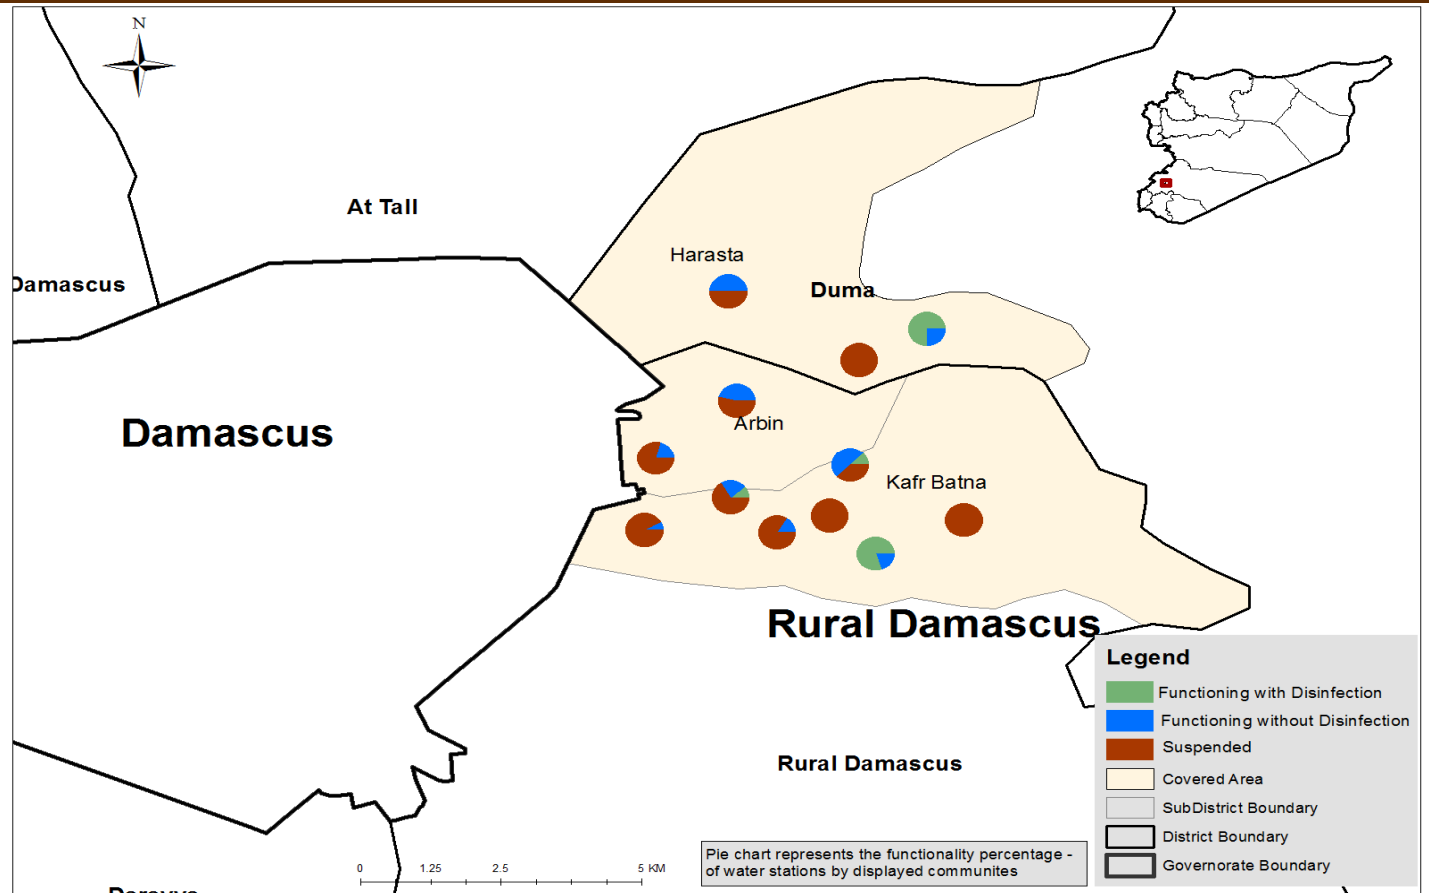 N
At Tall
Harasta
Damascus
Duma
Arbin
Damascus
Kafr Batna
Rural Damascus
Legend
Functioning with Disinfection
Functioning without Disinfection
Suspended
Covered Area
SubDistrict Boundary
District Boundary
Governorate Boundary
Rural Damascus
Pie chart represents the functionality percentage -
of water stations by displayed communites
0 1.25 2.5 5 KM